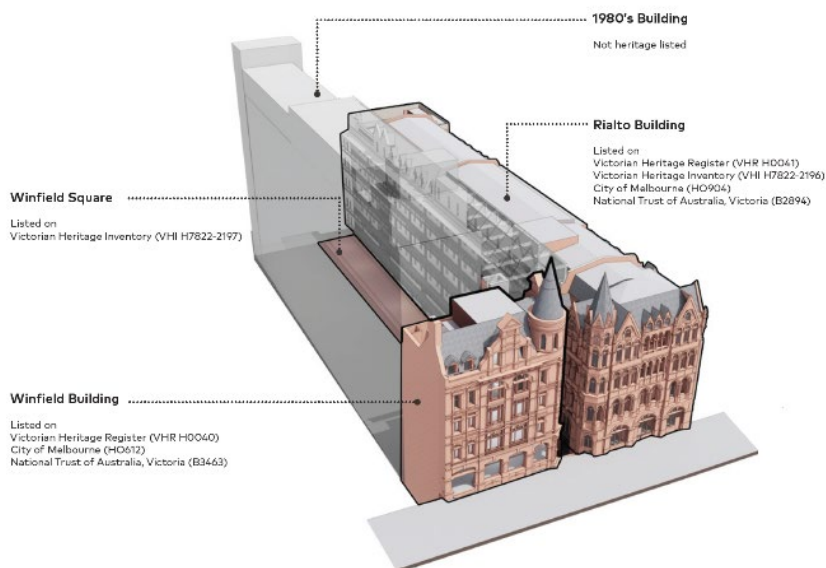 1980's Building
Not heritage listed
Rialto Building
Listed on
Victorian Heritage Register (VHR H0041)
Victorian Heritage Inventory (VHI H7822-2196)
City of Melbourne (HO904)
National Trust of Australia, Victoria (B2894)
Winfield Square
Listed on
Victorian Heritage Inventory (VHI H7822-2197)
Winfield Building
Listed on
Victorian Heritage Register (VHR H0040)
City of Melbourne (HO612)
National Trust of Australia, Victoria (B3463)